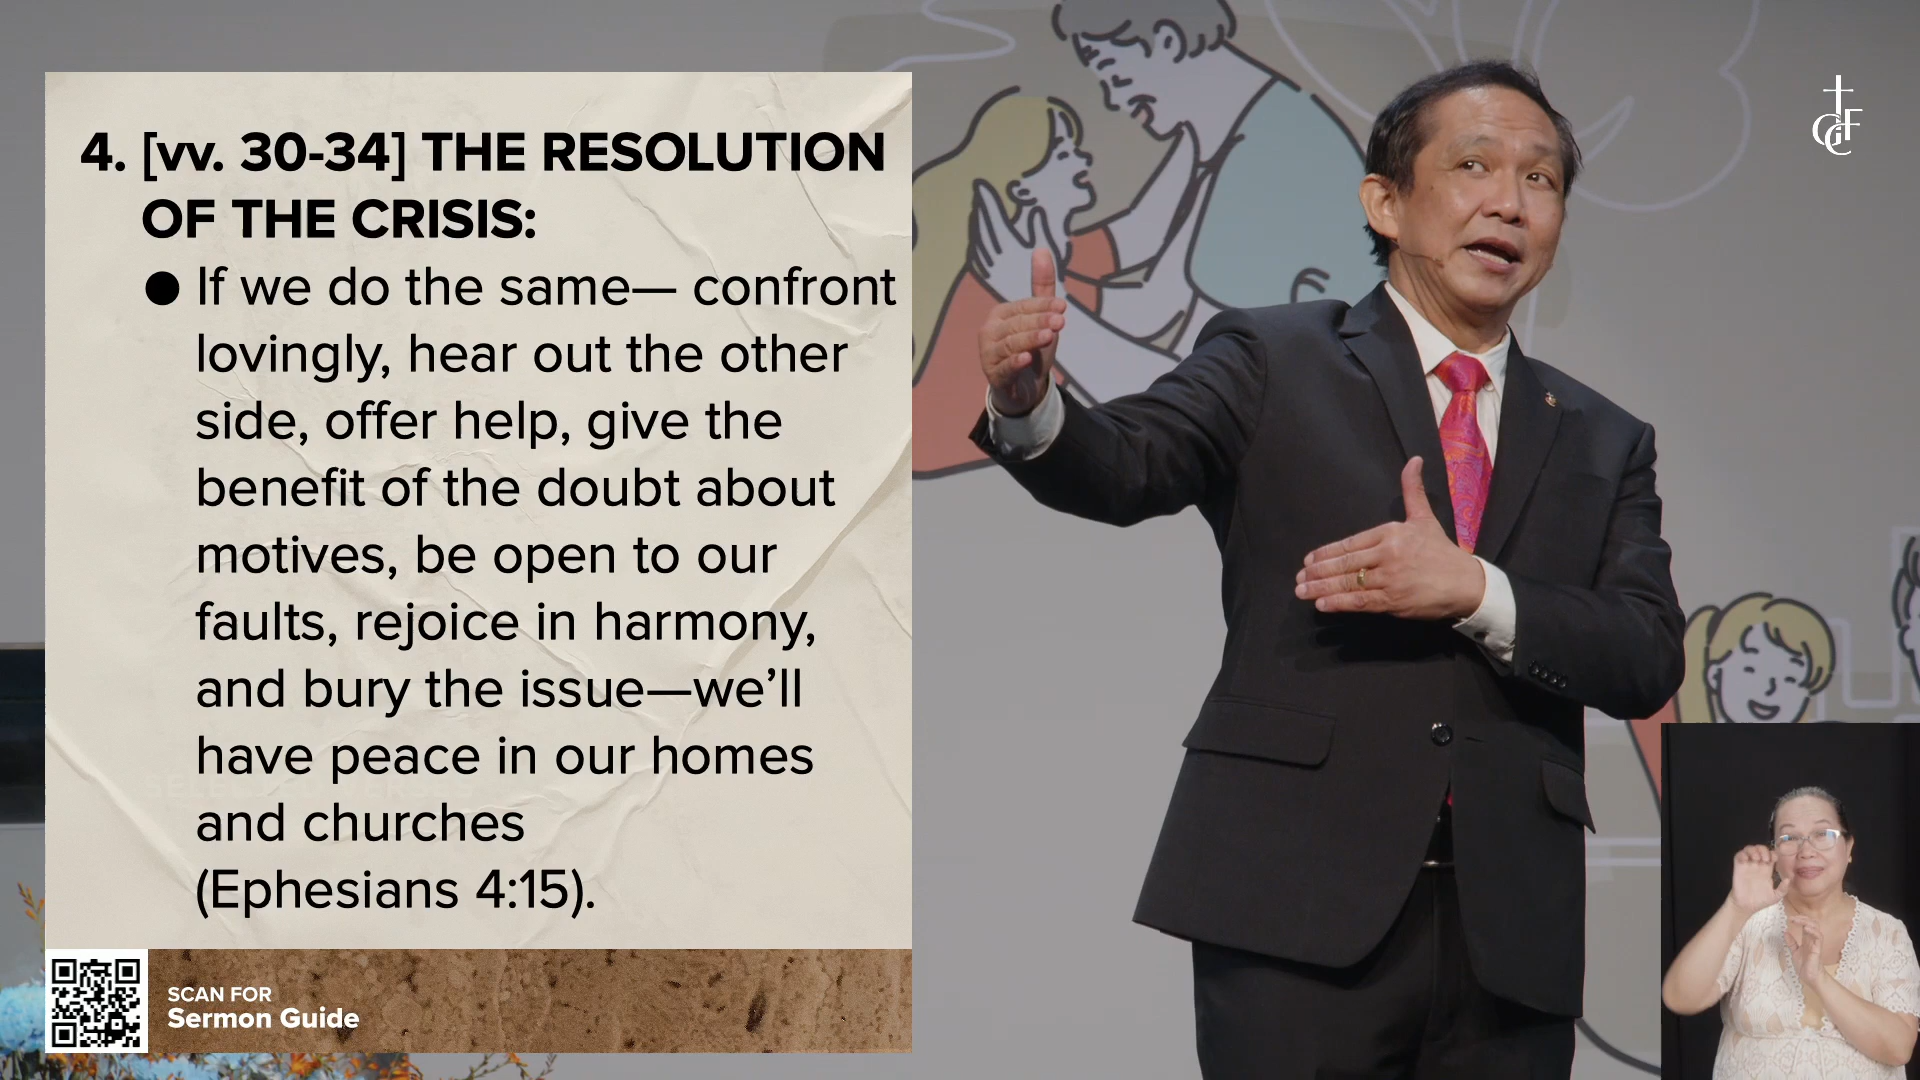 4. [vv. 30-34] THE RESOLUTION
OF THE CRISIS:
● If we do the same— confront
lovingly, hear out the other
side, offer help, give the
benefit of the doubt about
motives, be open to our
faults, rejoice in harmony,
and bury the issue—we’ll
have peace in our homes
and churches
(Ephesians 4:15).
SCAN FOR
Sermon Guide
GCF